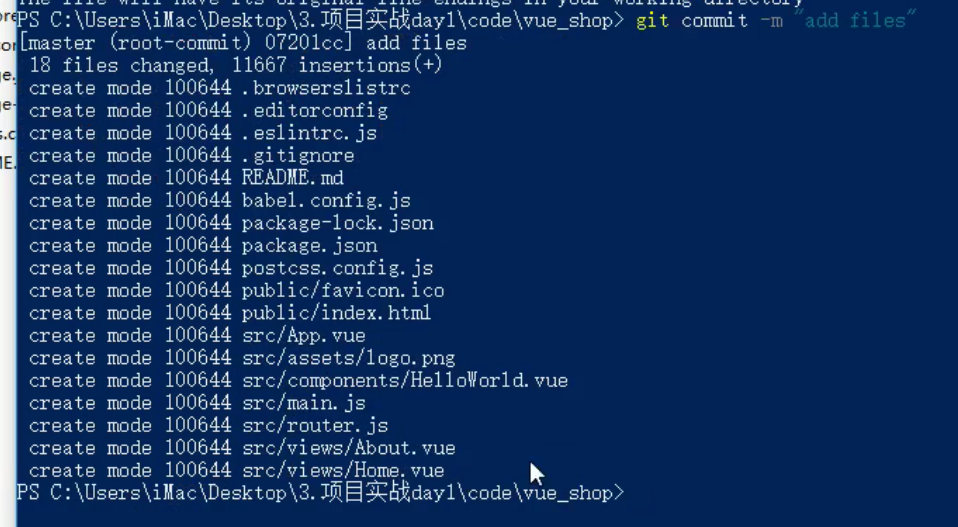 The file will have its original line endings in your working directory
PS C:\Users\iMac\Desktop\3.项目实战day1\code\vue_shop> git commit -m "add files"
[master (root-commit) 07201cc] add files
18 files changed, 11667 insertions(+)
create mode 100644 .browserslistrc
create mode 100644 .editorconfig
create mode 100644 .eslintrc.js
create mode 100644 .gitignore
create mode 100644 README.md
create mode 100644 babel.config.js
create mode 100644 package-lock.json
create mode 100644 package.json
create mode 100644 postcss.config.js
create mode 100644 public/favicon.ico
create mode 100644 public/index.html
create mode 100644 src/App.vue
create mode 100644 src/assets/logo.png
create mode 100644 src/components/HelloWorld.vue
create mode 100644 src/main.js
create mode 100644 src/router.js
create mode 100644 src/views/About.vue
create mode 100644 src/views/Home.vue
PS C:\Users\iMac\Desktop\3.项目实战day1\code\vue_shop>